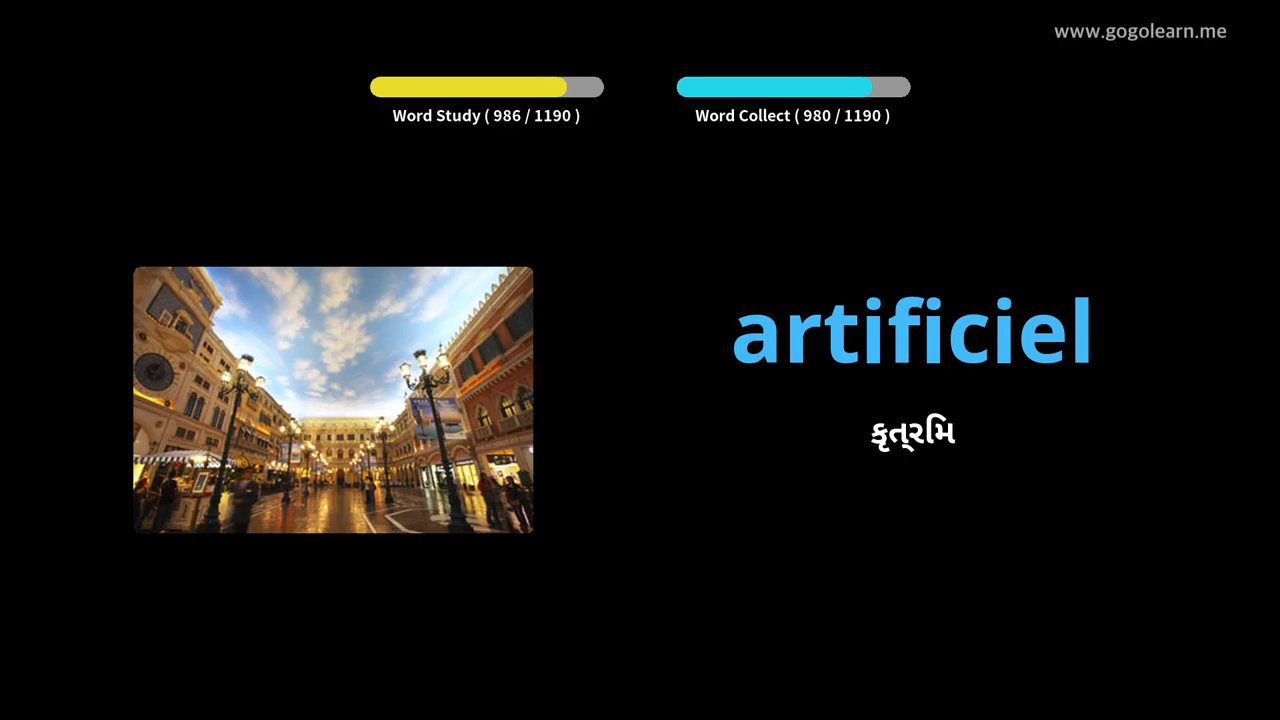 www.gogolearn.me
Word Study ( 986 / 1190 )
Word Collect ( 980 / 1190 )
artificiel
કૃત્રિમ